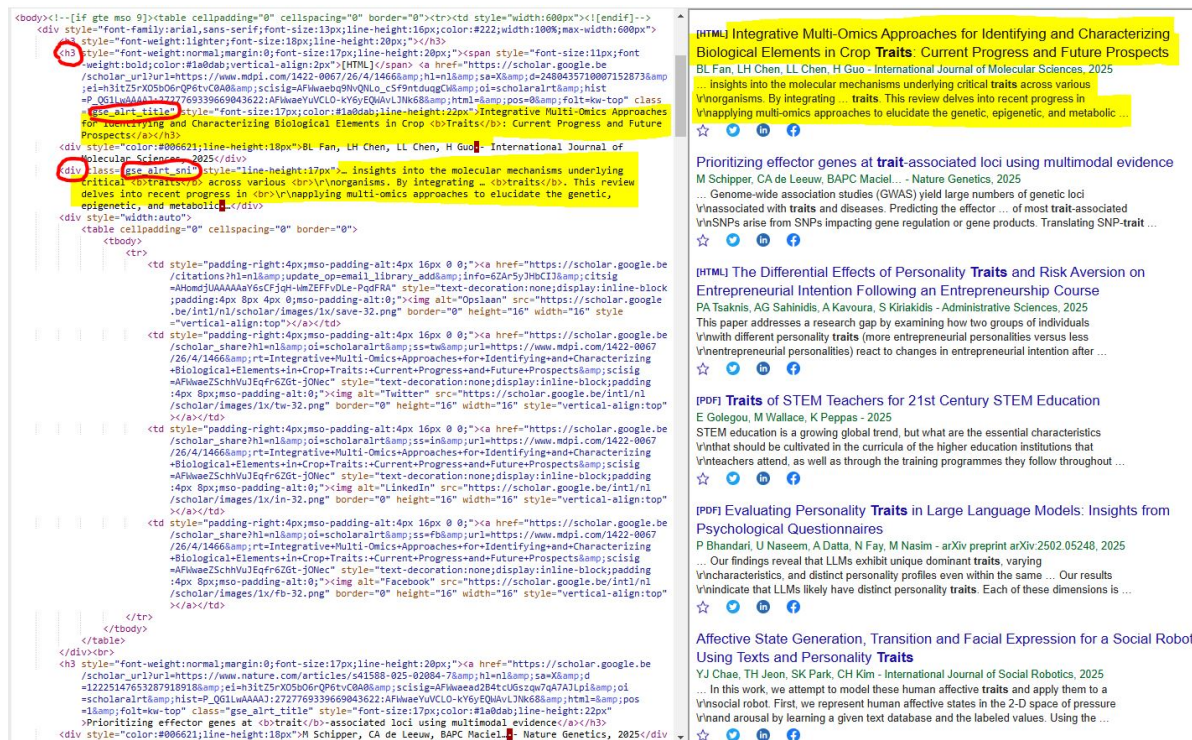 <body><!--[if gte mso 9]><table cellpadding="0" cellspacing="0" border="0"><tr><td style="width:600px"><![endif]-->
<div style="font-family:arial,sans-serif;font-size:13px;line-height:16px;color:#222;width:100%;max-width:600px">
<h3 style="font-weight:lighter;font-size:18px;line-height:20px;"></h3>
<h3 style="font-weight:normal;margin:0;font-size:17px;line-height:20px;"><span style="font-size:11px;font
-weight:bold;color:#1a0dab;vertical-align:2px">[HTML]</span> <a href="https://scholar.google.be
/scholar_url?url=https://www.mdpi.com/1422-0067/26/4/1466&amp;hl=nl&amp;sa=X&amp;d=2480435710007152873&amp
P_QG1LwAAAAJ:2727769339669043622:AFWwaeYuVCLO-kY6yEQWAvLJNk68&amp;html=&amp;pos=0&amp;folt=kw-top" class
="gse_alrt_title" style="font-size:17px;color:#1a0dab;line-height:22px">Integrative Multi-Omics Approaches
for Identifying and Characterizing Biological Elements in Crop <b>Traits</b>: Current Progress and Future
Prospects</a></h3>
<div style="color:#006621;line-height:18px">BL Fan, LH Chen, LL Chen, H Guo - International Journal of
Molecular Sciences, 2025</div>
<div class="gse_alrt_sni" style="line-height:17px">… insights into the molecular mechanisms underlying
critical <b>traits</b> across various <br>\r\norganisms. By integrating … <b>traits</b>. This review
delves into recent progress in <br>\r\napplying multi-omics approaches to elucidate the genetic,
epigenetic, and metabolic …</div>
<div style="width:auto">
<table cellpadding="0" cellspacing="0" border="0">
<tbody>
<tr>
<td style="padding-right:4px;mso-padding-alt:4px 16px 0 0;"><a href="https://scholar.google.be
/citations?hl=nl&amp;update_op=email_library_add&amp;info=6ZAr5yJHbCIJ&amp;citsig
style="text-decoration:none;display:inline-block
;padding:4px 8px 4px 0;mso-padding-alt:0;"><img alt="Opslaan" src="https://scholar.google
.be/intl/nl/scholar/images/1x/save-32.png" border="0" height="16" width="16" style
="vertical-align:top"></a></td>
<td style="padding-right:4px;mso-padding-alt:4px 16px 0 0;"><a href="https://scholar.google.be
/scholar_share?hl=nl&amp;oi=scholaralrt&amp;ss=tw&amp;url=https://www.mdpi.com/1422-0067
/26/4/1466&amp;rt=Integrative+Multi-Omics+Approaches+for+Identifying+and+Characterizing
+Biological+Elements+in+Crop+Traits:+Current+Progress+and+Future+Prospects&amp;scisig
=AFWwaeZSchhVuJEqfr6ZGt-jONec" style="text-decoration:none;display:inline-block;padding
:4px 8px;mso-padding-alt:0;"><img alt="Twitter" src="https://scholar.google.be/intl/nl
/scholar/images/1x/tw-32.png" border="0" height="16" width="16" style="vertical-align:top"
></a></td>
<td style="padding-right:4px;mso-padding-alt:4px 16px 0 0;"><a href="https://scholar.google.be
/scholar_share?hl=nl&amp;oi=scholaralrt&amp;ss=in&amp;url=https://www.mdpi.com/1422-0067
/26/4/1466&amp;rt=Integrative+Multi-Omics+Approaches+for+Identifying+and+Characterizing
+Biological+Elements+in+Crop+Traits:+Current+Progress+and+Future+Prospects&amp;scisig
=AFWwaeZSchhVuJEqfr6ZGt-jONec" style="text-decoration:none;display:inline-block;padding
:4px 8px;mso-padding-alt:0;"><img alt="LinkedIn" src="https://scholar.google.be/intl/nl
/scholar/images/1x/in-32.png" border="0" height="16" width="16" style="vertical-align:top"
></a></td>
<td style="padding-right:4px;mso-padding-alt:4px 16px 0 0;"><a href="https://scholar.google.be
/scholar_share?hl=nl&amp;oi=scholaralrt&amp;ss=fb&amp;url=https://www.mdpi.com/1422-0067
/26/4/1466&amp;rt=Integrative+Multi-Omics+Approaches+for+Identifying+and+Characterizing
+Biological+Elements+in+Crop+Traits:+Current+Progress+and+Future+Prospects&amp;scisig
=AFWwaeZSchhVuJEqfr6ZGt-jONec" style="text-decoration:none;display:inline-block;padding
:4px 8px;mso-padding-alt:0;"><img alt="Facebook" src="https://scholar.google.be/intl/nl
/scholar/images/1x/fb-32.png" border="0" height="16" width="16" style="vertical-align:top"
></a></td>
</tr>
</tbody>
</table>
</div><br>
<h3 style="font-weight:normal;margin:0;font-size:17px;line-height:20px;"><a href="https://scholar.google.be
/scholar_url?url=https://www.nature.com/articles/s41588-025-02084-7&amp;hl=nl&amp;sa=X&amp;d
=1&amp;folt=kw-top" class="gse_alrt_title" style="font-size:17px;color:#1a0dab;line-height:22px"
>Prioritizing effector genes at <b>trait</b>-associated loci using multimodal evidence</a></h3>
<div style="color:#006621;line-height:18px">M Schipper, CA de Leeuw, BAPC Maciel… - Nature Genetics, 2025</div
[HTML] Integrative Multi-Omics Approaches for Identifying and Characterizing
Biological Elements in Crop Traits: Current Progress and Future Prospects
BL Fan, LH Chen, LL Chen, H Guo - International Journal of Molecular Sciences, 2025
… insights into the molecular mechanisms underlying critical traits across various
\r\norganisms. By integrating … traits. This review delves into recent progress in
\r\napplying multi-omics approaches to elucidate the genetic, epigenetic, and metabolic …
Prioritizing effector genes at trait-associated loci using multimodal evidence
M Schipper, CA de Leeuw, BAPC Maciel… - Nature Genetics, 2025
… Genome-wide association studies (GWAS) yield large numbers of genetic loci
\r\nassociated with traits and diseases. Predicting the effector … of most trait-associated
\r\nSNPs arise from SNPs impacting gene regulation or gene products. Translating SNP-trait …
[HTML] The Differential Effects of Personality Traits and Risk Aversion on
Entrepreneurial Intention Following an Entrepreneurship Course
PA Tsaknis, AG Sahinidis, A Kavoura, S Kiriakidis - Administrative Sciences, 2025
This paper addresses a research gap by examining how two groups of individuals
\r\nwith different personality traits (more entrepreneurial personalities versus less
\r\nentrepreneurial personalities) react to changes in entrepreneurial intention after …
[PDF] Traits of STEM Teachers for 21st Century STEM Education
E Golegou, M Wallace, K Peppas - 2025
STEM education is a growing global trend, but what are the essential characteristics
\r\nthat should be cultivated in the curricula of the higher education institutions that
\r\nteachers attend, as well as through the training programmes they follow throughout …
[PDF] Evaluating Personality Traits in Large Language Models: Insights from
Psychological Questionnaires
P Bhandari, U Naseem, A Datta, N Fay, M Nasim - arXiv preprint arXiv:2502.05248, 2025
… Our findings reveal that LLMs exhibit unique dominant traits, varying
\r\ncharacteristics, and distinct personality profiles even within the same … Our results
\r\nindicate that LLMs likely have distinct personality traits. Each of these dimensions is …
Affective State Generation, Transition and Facial Expression for a Social Robot
Using Texts and Personality Traits
YJ Chae, TH Jeon, SK Park, CH Kim - International Journal of Social Robotics, 2025
… In this work, we attempt to model these human affective traits and apply them to a
\r\nsocial robot. First, we represent human affective states in the 2-D space of pressure
\r\nand arousal by learning a given text database and the labeled values. Using the …